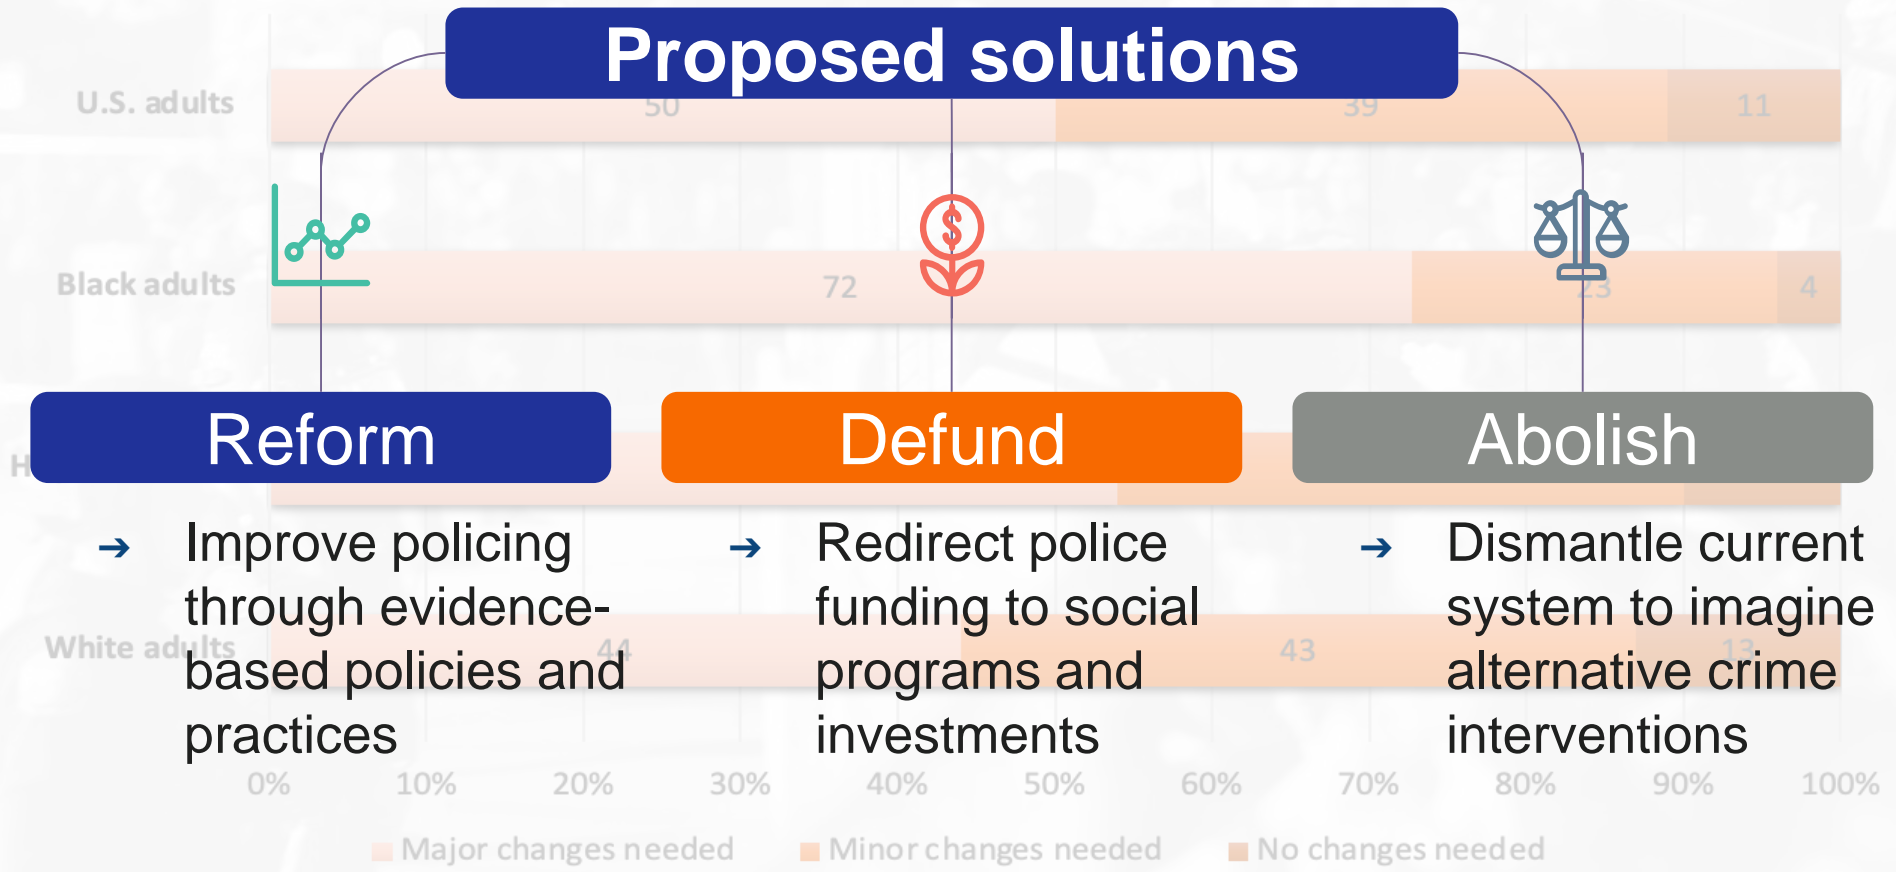 Proposed solutions
U.S. adults
50
39
11
Black adults
72
23
4
Reform
Defund
Abolish
H
➔ Improve policing
through evidence-
based policies and
practices
➔ Redirect police
funding to social
programs and
investments
➔ Dismantle current
system to imagine
alternative crime
interventions
White adults
44
43
13
0% 10% 20% 30% 40% 50% 60% 70% 80% 90% 100%
Major changes needed Minor changes needed No changes needed